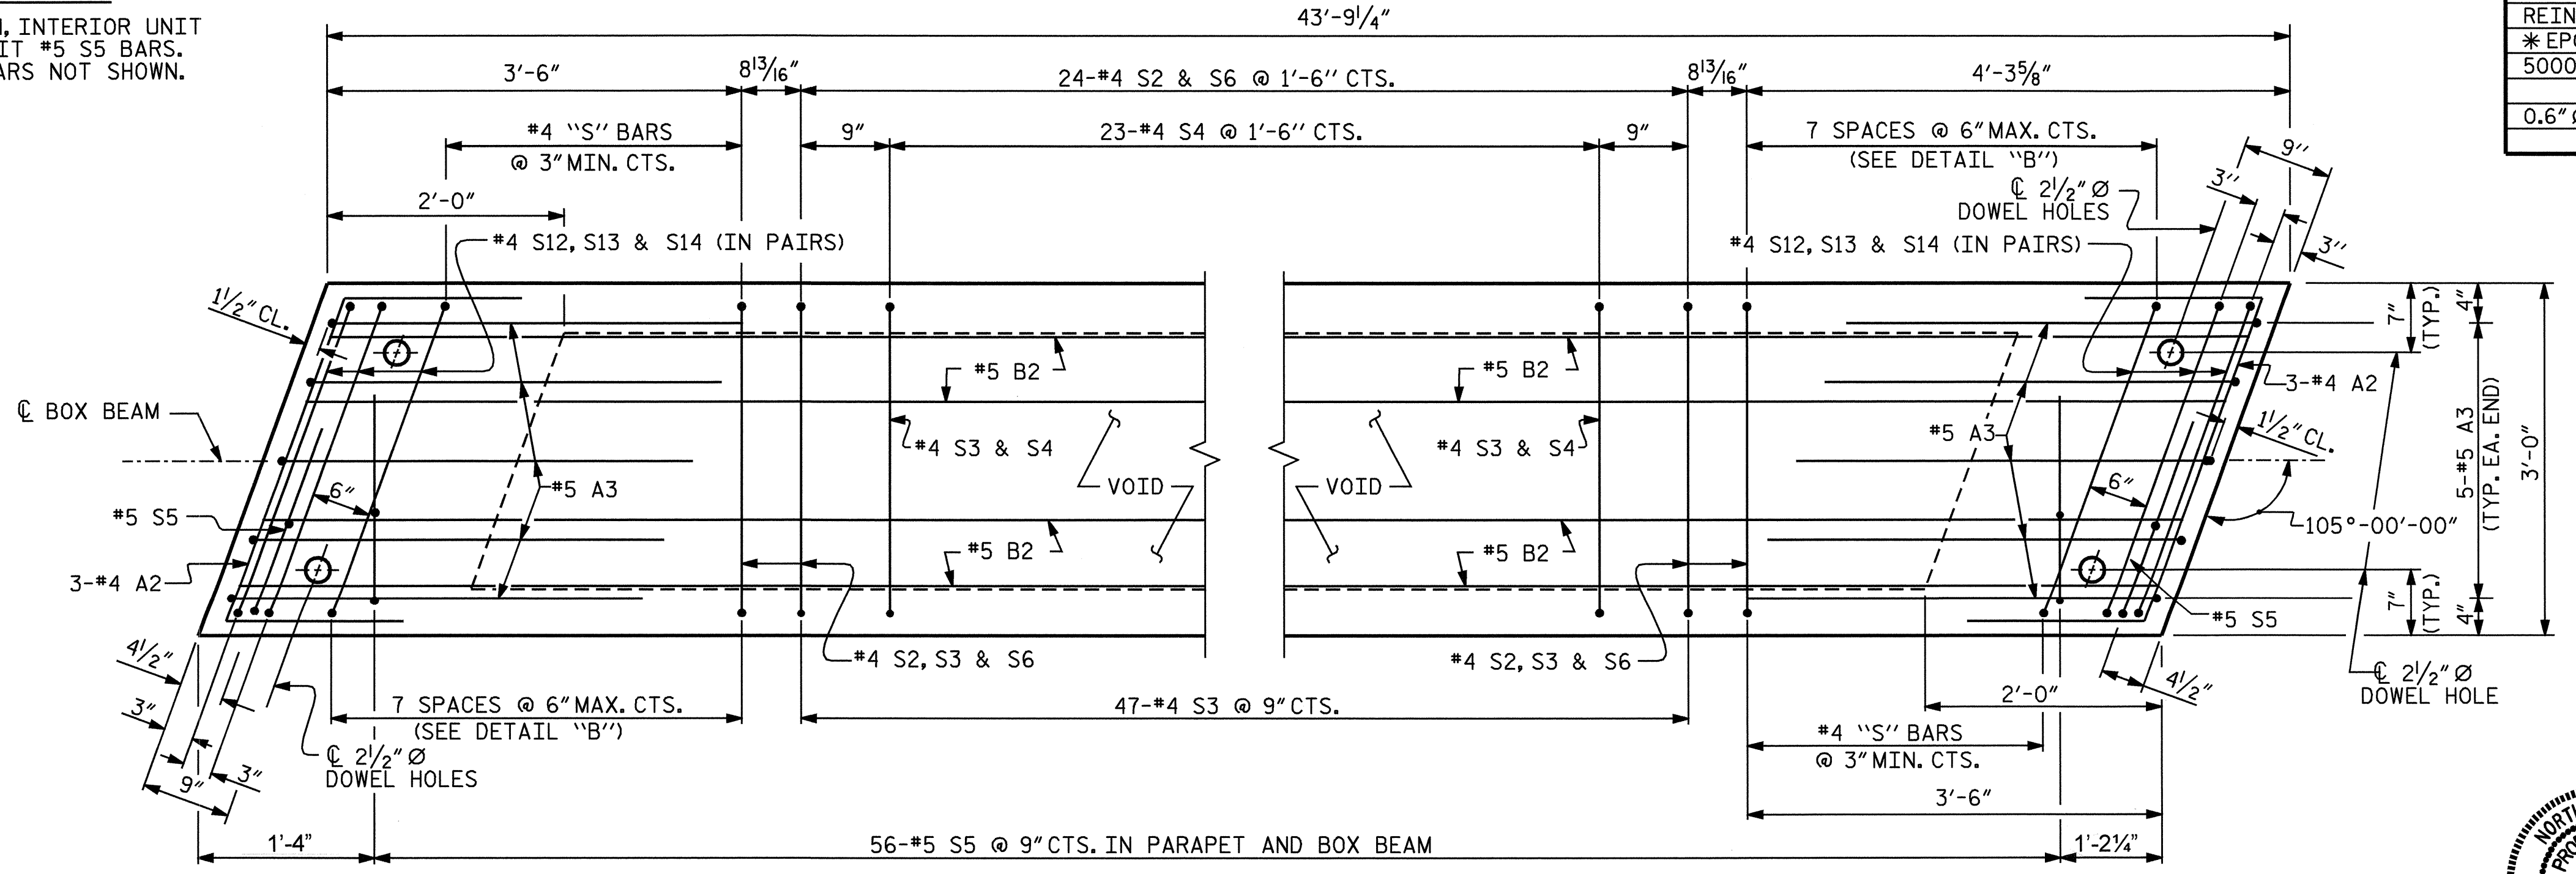 , INTERIOR UNIT
IT #5 S5 BARS.
ARS NOT SHOWN.
43'-9¼"
REIN
* EPO
5000
0.6" Ø
3'-6"
8 13/16"
24-#4 S2 & S6 @ 1'-6" CTS.
8 13/16"
4'-3⅝"
#4 "S" BARS
@ 3" MIN. CTS.
9"
23-#4 S4 @ 1'-6" CTS.
9"
7 SPACES @ 6" MAX. CTS.
(SEE DETAIL "B")
9"
3"
3"
2'-0"
℄ 2½" Ø
DOWEL HOLES
#4 S12, S13 & S14 (IN PAIRS)
#4 S12, S13 & S14 (IN PAIRS)
1½" CL.
7"
(TYP.)
4"
#5 B2
#5 B2
3-#4 A2
℄ BOX BEAM
#4 S3 & S4
#4 S3 & S4
#5 A3
1½" CL.
5-#5 A3
(TYP. EA. END)
3'-0"
6"
#5 A3
VOID
VOID
6"
#5 S5
105°-00'-00"
#5 B2
#5 B2
3-#4 A2
7"
(TYP.)
4"
#5 S5
4½"
#4 S2, S3 & S6
#4 S2, S3 & S6
℄ 2½" Ø
DOWEL HOLE
4½"
3"
7 SPACES @ 6" MAX. CTS.
(SEE DETAIL "B")
47-#4 S3 @ 9" CTS.
2'-0"
#4 "S" BARS
@ 3" MIN. CTS.
℄ 2½" Ø
DOWEL HOLES
3"
9"
3'-6"
1'-4"
56-#5 S5 @ 9" CTS. IN PARAPET AND BOX BEAM
1'-2¼"
NORTH
PRO